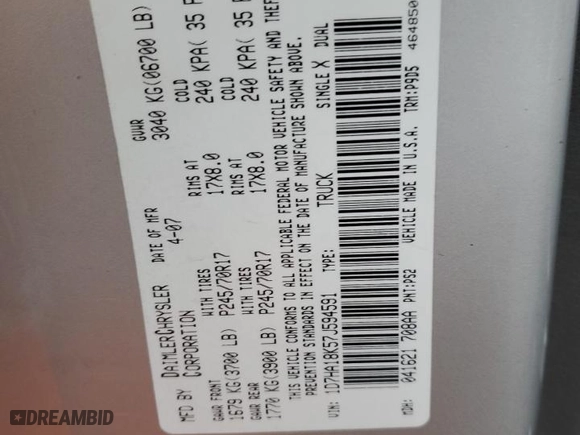 MFD BY DAIMLERCHRYSLER CORPORATION
DATE OF MFR 4-07
GVWR 3040 KG(06700 LB)
GAWR FRONT 1679 KG(3700 LB)
WITH TIRES P245/70R17
RIMS AT 17X8.0
COLD 240 KPA( 35 P
GAWR REAR 1770 KG(3900 LB)
WITH TIRES P245/70R17
RIMS AT 17X8.0
COLD 240 KPA( 35 P
THIS VEHICLE CONFORMS TO ALL APPLICABLE FEDERAL MOTOR VEHICLE SAFETY AND THEF
PREVENTION STANDARDS IN EFFECT ON THE DATE OF MANUFACTURE SHOWN ABOVE.
VIN: 1D7HA18K57J594591 TYPE: TRUCK SINGLE X DUAL
MDH: 041621 708AA PNT:PS2 VEHICLE MADE IN U.S.A. TRM:P9D5 464850
DREAMBID